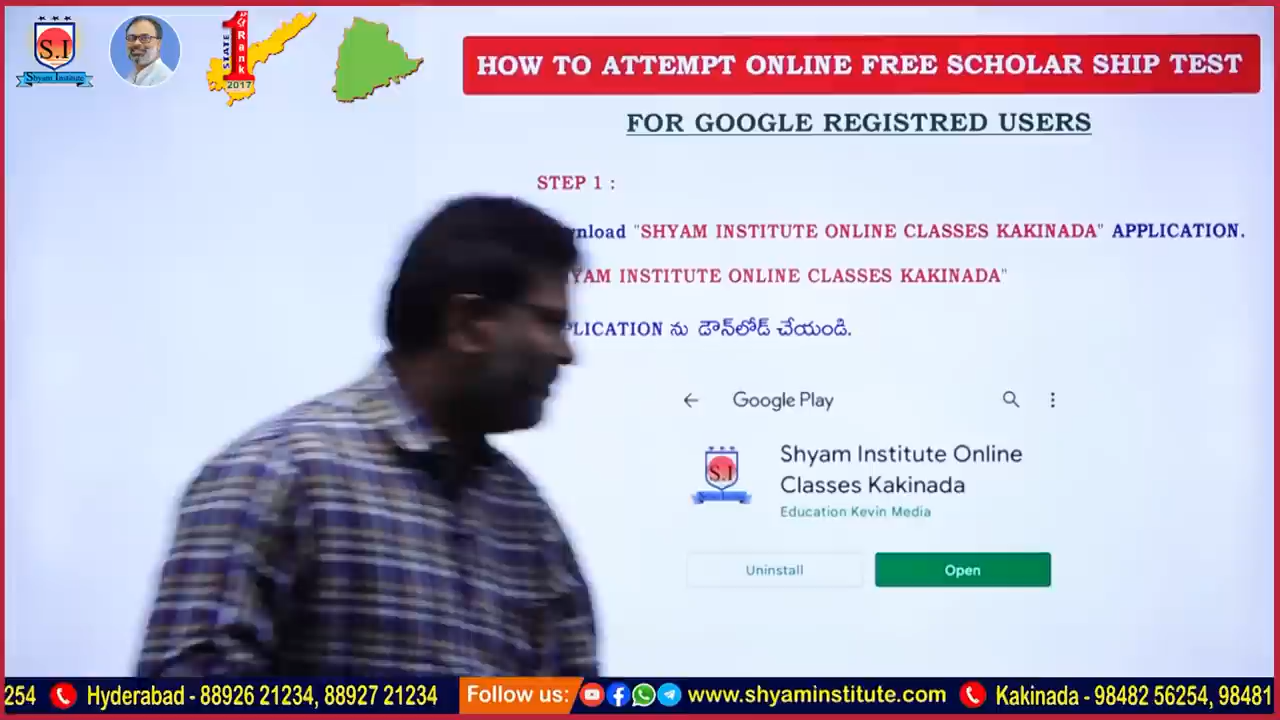 S.I
Shyam Institute
STATE
1
Rank
2017
HOW TO ATTEMPT ONLINE FREE SCHOLAR SHIP TEST
FOR GOOGLE REGISTRED USERS
STEP 1 :
nload "SHYAM INSTITUTE ONLINE CLASSES KAKINADA" APPLICATION.
YAM INSTITUTE ONLINE CLASSES KAKINADA"
PLICATION ను డౌన్‌లోడ్ చేయండి.
Google Play
S.I
Shyam Institute Online
Classes Kakinada
Education Kevin Media
Uninstall
Open
254 Hyderabad - 88926 21234, 88927 21234 Follow us: www.shyaminstitute.com Kakinada - 98482 56254, 98481